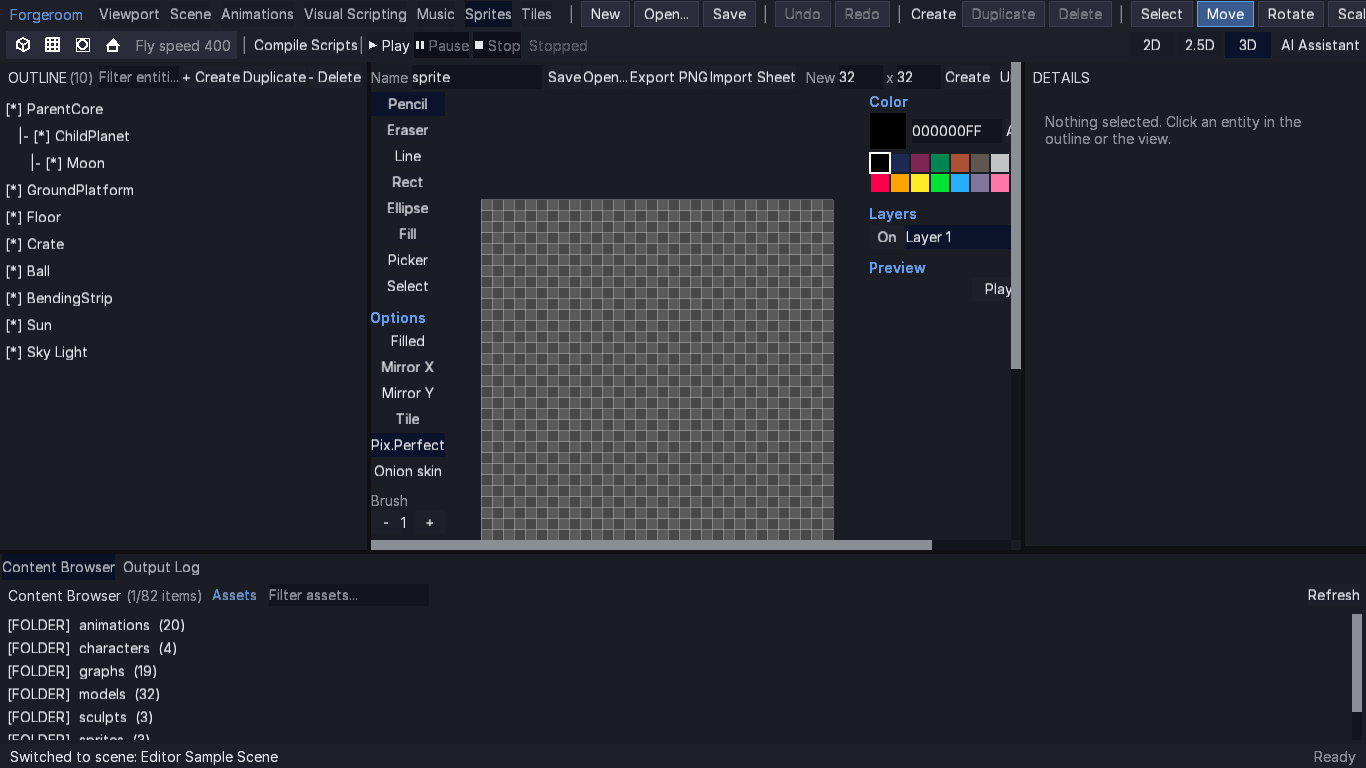 Forgeroom Viewport Scene Animations Visual Scripting Music Sprites Tiles | New Open... Save | Undo Redo | Create Duplicate Delete | Select Move Rotate Scal
Fly speed 400 | Compile Scripts | Play Pause Stop Stopped 2D 2.5D 3D AI Assistant
OUTLINE (10) Filter entiti... + Create Duplicate - Delete
[*] ParentCore
|- [*] ChildPlanet
|- [*] Moon
[*] GroundPlatform
[*] Floor
[*] Crate
[*] Ball
[*] BendingStrip
[*] Sun
[*] Sky Light
Name sprite Save Open... Export PNG Import Sheet New 32 x 32 Create U
Pencil
Eraser
Line
Rect
Ellipse
Fill
Picker
Select
Options
Filled
Mirror X
Mirror Y
Tile
Pix.Perfect
Onion skin
Brush
- 1 +
Color
000000FF A
Layers
On Layer 1
Preview
Play
DETAILS
Nothing selected. Click an entity in the
outline or the view.
Content Browser Output Log
Content Browser (1/82 items) Assets Filter assets... Refresh
[FOLDER] animations (20)
[FOLDER] characters (4)
[FOLDER] graphs (19)
[FOLDER] models (32)
[FOLDER] sculpts (3)
[FOLDER] sprites (3)
Switched to scene: Editor Sample Scene Ready